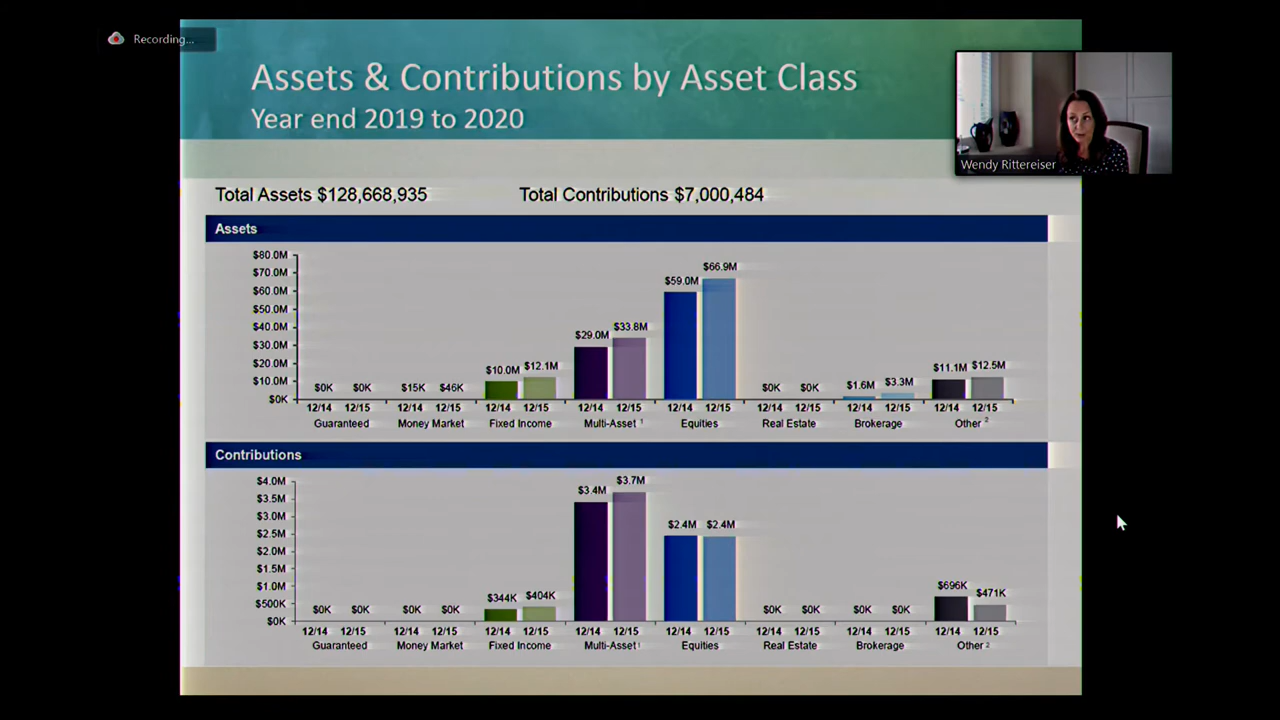 Recording...
Assets & Contributions by Asset Class
Year end 2019 to 2020
Wendy Rittereiser
Total Assets $128,668,935 Total Contributions $7,000,484
Assets
$80.0M
$70.0M
$60.0M
$50.0M
$40.0M
$30.0M
$20.0M
$10.0M
$0K
$0K $0K $15K $46K $10.0M $12.1M $29.0M $33.8M $59.0M $66.9M $0K $0K $1.6M $3.3M $11.1M $12.5M
12/14 12/15 12/14 12/15 12/14 12/15 12/14 12/15 12/14 12/15 12/14 12/15 12/14 12/15 12/14 12/15
Guaranteed Money Market Fixed Income Multi-Asset 1 Equities Real Estate Brokerage Other 2
Contributions
$4.0M
$3.5M
$3.0M
$2.5M
$2.0M
$1.5M
$1.0M
$500K
$0K
$0K $0K $0K $0K $344K $404K $3.4M $3.7M $2.4M $2.4M $0K $0K $0K $0K $696K $471K
12/14 12/15 12/14 12/15 12/14 12/15 12/14 12/15 12/14 12/15 12/14 12/15 12/14 12/15 12/14 12/15
Guaranteed Money Market Fixed Income Multi-Asset 1 Equities Real Estate Brokerage Other 2